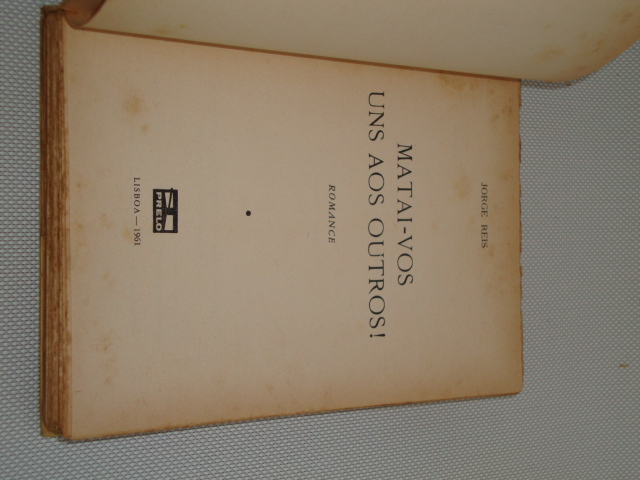 JORGE REIS
MATAI-VOS
UNS AOS OUTROS!
ROMANCE
PRELO
LISBOA — 1961